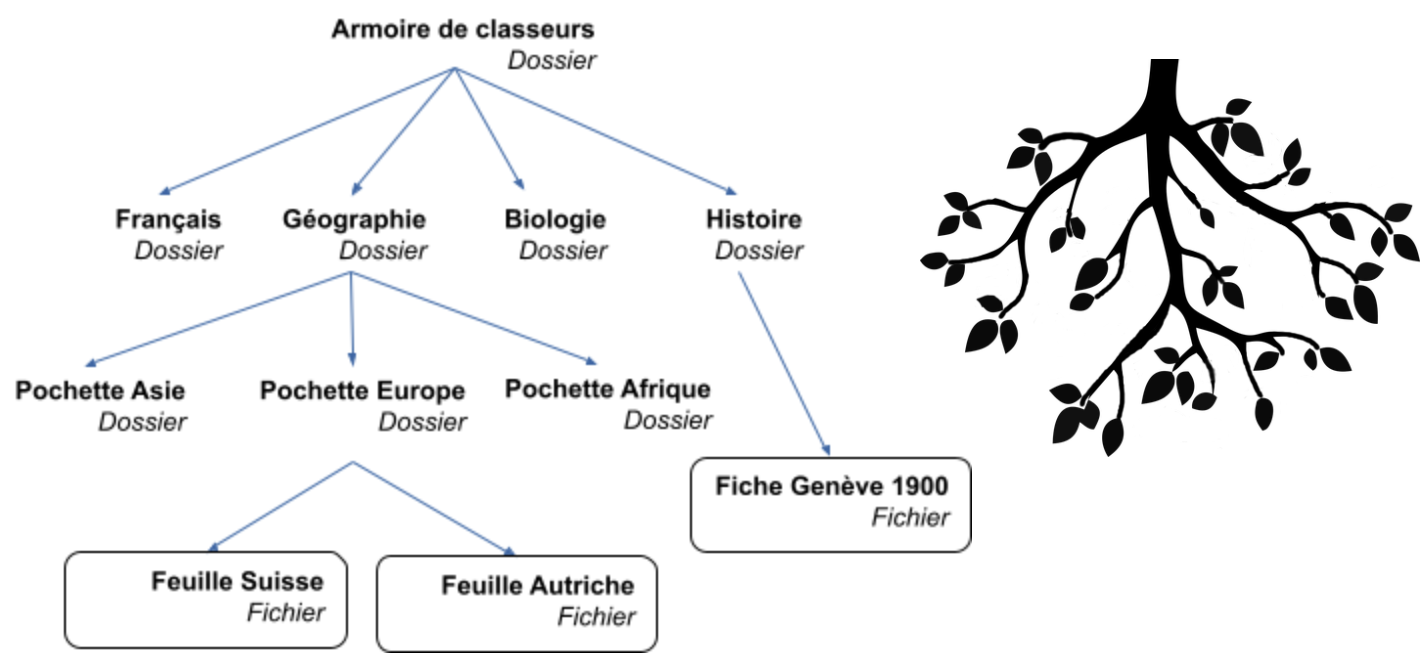 Armoire de classeurs
Dossier
Français
Dossier
Géographie
Dossier
Biologie
Dossier
Histoire
Dossier
Pochette Asie
Dossier
Pochette Europe
Dossier
Pochette Afrique
Dossier
Fiche Genève 1900
Fichier
Feuille Suisse
Fichier
Feuille Autriche
Fichier